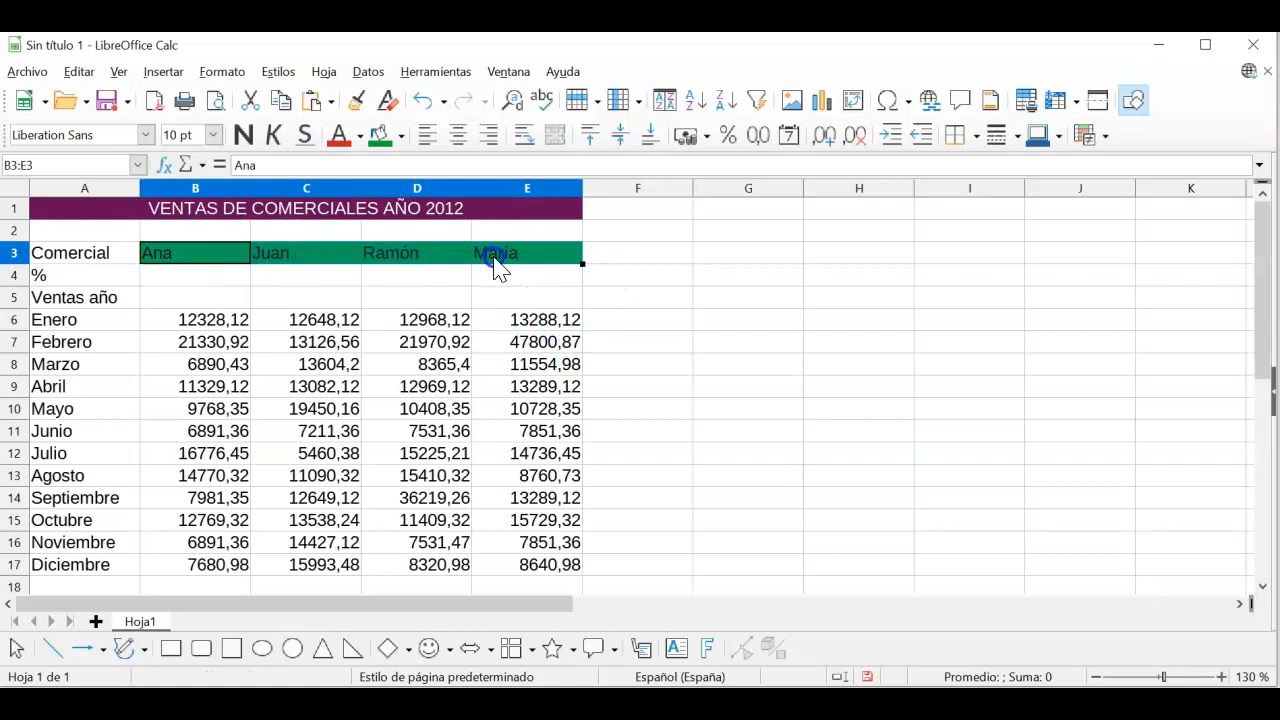 Sin título 1 - LibreOffice Calc
Archivo Editar Ver Insertar Formato Estilos Hoja Datos Herramientas Ventana Ayuda
Liberation Sans 10 pt N K S A % 0,0
B3:E3 fx Σ = Ana
A B C D E F G H I J K
1 VENTAS DE COMERCIALES AÑO 2012
2
3 Comercial Ana Juan Ramón María
4 %
5 Ventas año
6 Enero 12328,12 12648,12 12968,12 13288,12
7 Febrero 21330,92 13126,56 21970,92 47800,87
8 Marzo 6890,43 13604,2 8365,4 11554,98
9 Abril 11329,12 13082,12 12969,12 13289,12
10 Mayo 9768,35 19450,16 10408,35 10728,35
11 Junio 6891,36 7211,36 7531,36 7851,36
12 Julio 16776,45 5460,38 15225,21 14736,45
13 Agosto 14770,32 11090,32 15410,32 8760,73
14 Septiembre 7981,35 12649,12 36219,26 13289,12
15 Octubre 12769,32 13538,24 11409,32 15729,32
16 Noviembre 6891,36 14427,12 7531,47 7851,36
17 Diciembre 7680,98 15993,48 8320,98 8640,98
18
Hoja1
Hoja 1 de 1 Estilo de página predeterminado Español (España) Promedio: ; Suma: 0 130 %